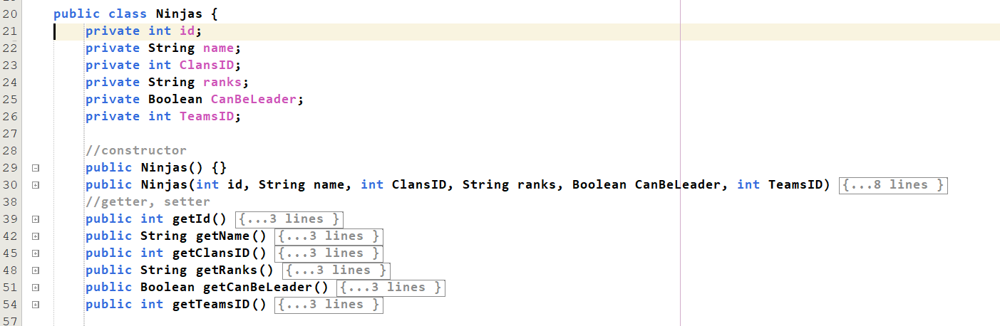 20 public class Ninjas {
21 private int id;
22 private String name;
23 private int ClansID;
24 private String ranks;
25 private Boolean CanBeLeader;
26 private int TeamsID;
27
28 //constructor
29 public Ninjas() {}
30 public Ninjas(int id, String name, int ClansID, String ranks, Boolean CanBeLeader, int TeamsID) {...8 lines }
38 //getter, setter
39 public int getId() {...3 lines }
42 public String getName() {...3 lines }
45 public int getClansID() {...3 lines }
48 public String getRanks() {...3 lines }
51 public Boolean getCanBeLeader() {...3 lines }
54 public int getTeamsID() {...3 lines }
57